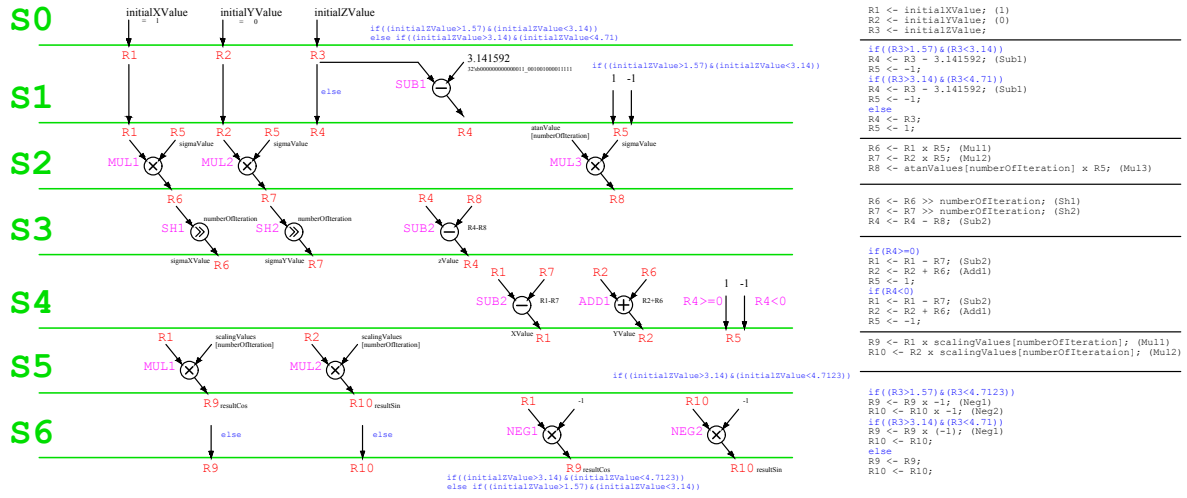 S0
initialXValue
= 1
initialYValue
= 0
initialZValue
if((initialZValue>1.57)&(initialZValue<3.14))
else if((initialZValue>3.14)&(initialZValue<4.71)
R1
R2
R3
S1
else
SUB1
3.141592
32'sb0000000000000011_0010010000111111
if((initialZValue>1.57)&(initialZValue<3.14))
1 -1
R1
R2
R4
R4
R5
S2
R5
sigmaValue
MUL1
R5
sigmaValue
MUL2
atanValue
[numberOfIteration]
sigmaValue
MUL3
R6
R7
R8
S3
numberOfIteration
SH1
numberOfIteration
SH2
R4 R8
SUB2
R4-R8
sigmaXValue R6
sigmaYValue R7
zValue R4
S4
R1 R7
SUB2
R1-R7
R2 R6
ADD1
R2+R6
1 -1
R4>=0
R4<0
XValue R1
YValue R2
R5
S5
R1
scalingValues
[numberOfIteration]
MUL1
R2
scalingValues
[numberOfIteration]
MUL2
if((initialZValue>3.14)&(initialZValue<4.7123))
R9 resultCos
R10 resultSin
S6
else
else
R1 -1
NEG1
R10 -1
NEG2
R9
R10
R9 resultCos
R10 resultSin
if((initialZValue>3.14)&(initialZValue<4.7123))
else if((initialZValue>1.57)&(initialZValue<3.14))
R1 <- initialXValue; (1)
R2 <- initialYValue; (0)
R3 <- initialZValue;
if((R3>1.57)&(R3<3.14)
R4 <- R3 - 3.141592; (Sub1)
R5 <- -1;
if((R3>3.14)&(R3<4.71)
R4 <- R3 - 3.141592; (Sub1)
R5 <- -1;
else
R4 <- R3;
R5 <- 1;
R6 <- R1 x R5; (Mul1)
R7 <- R2 x R5; (Mul2)
R8 <- atanValues[numberOfIteration] x R5; (Mul3)
R6 <- R6 >> numberOfIteration; (Sh1)
R7 <- R7 >> numberOfIteration; (Sh2)
R4 <- R4 - R8; (Sub2)
if(R4>=0)
R1 <- R1 - R7; (Sub2)
R2 <- R2 + R6; (Add1)
R5 <- 1;
if(R4<0)
R1 <- R1 - R7; (Sub2)
R2 <- R2 + R6; (Add1)
R5 <- -1;
R9 <- R1 x scalingValues[numberOfIteration]; (Mul1)
R10 <- R2 x scalingValues[numberOfIterataion]; (Mul2)
if((R3>1.57)&(R3<4.7123))
R9 <- R9 x -1; (Neg1)
R10 <- R10 x -1; (Neg2)
if((R3>3.14)&(R3<4.71)
R9 <- R9 x (-1); (Neg1)
R10 <- R10;
else
R9 <- R9;
R10 <- R10;